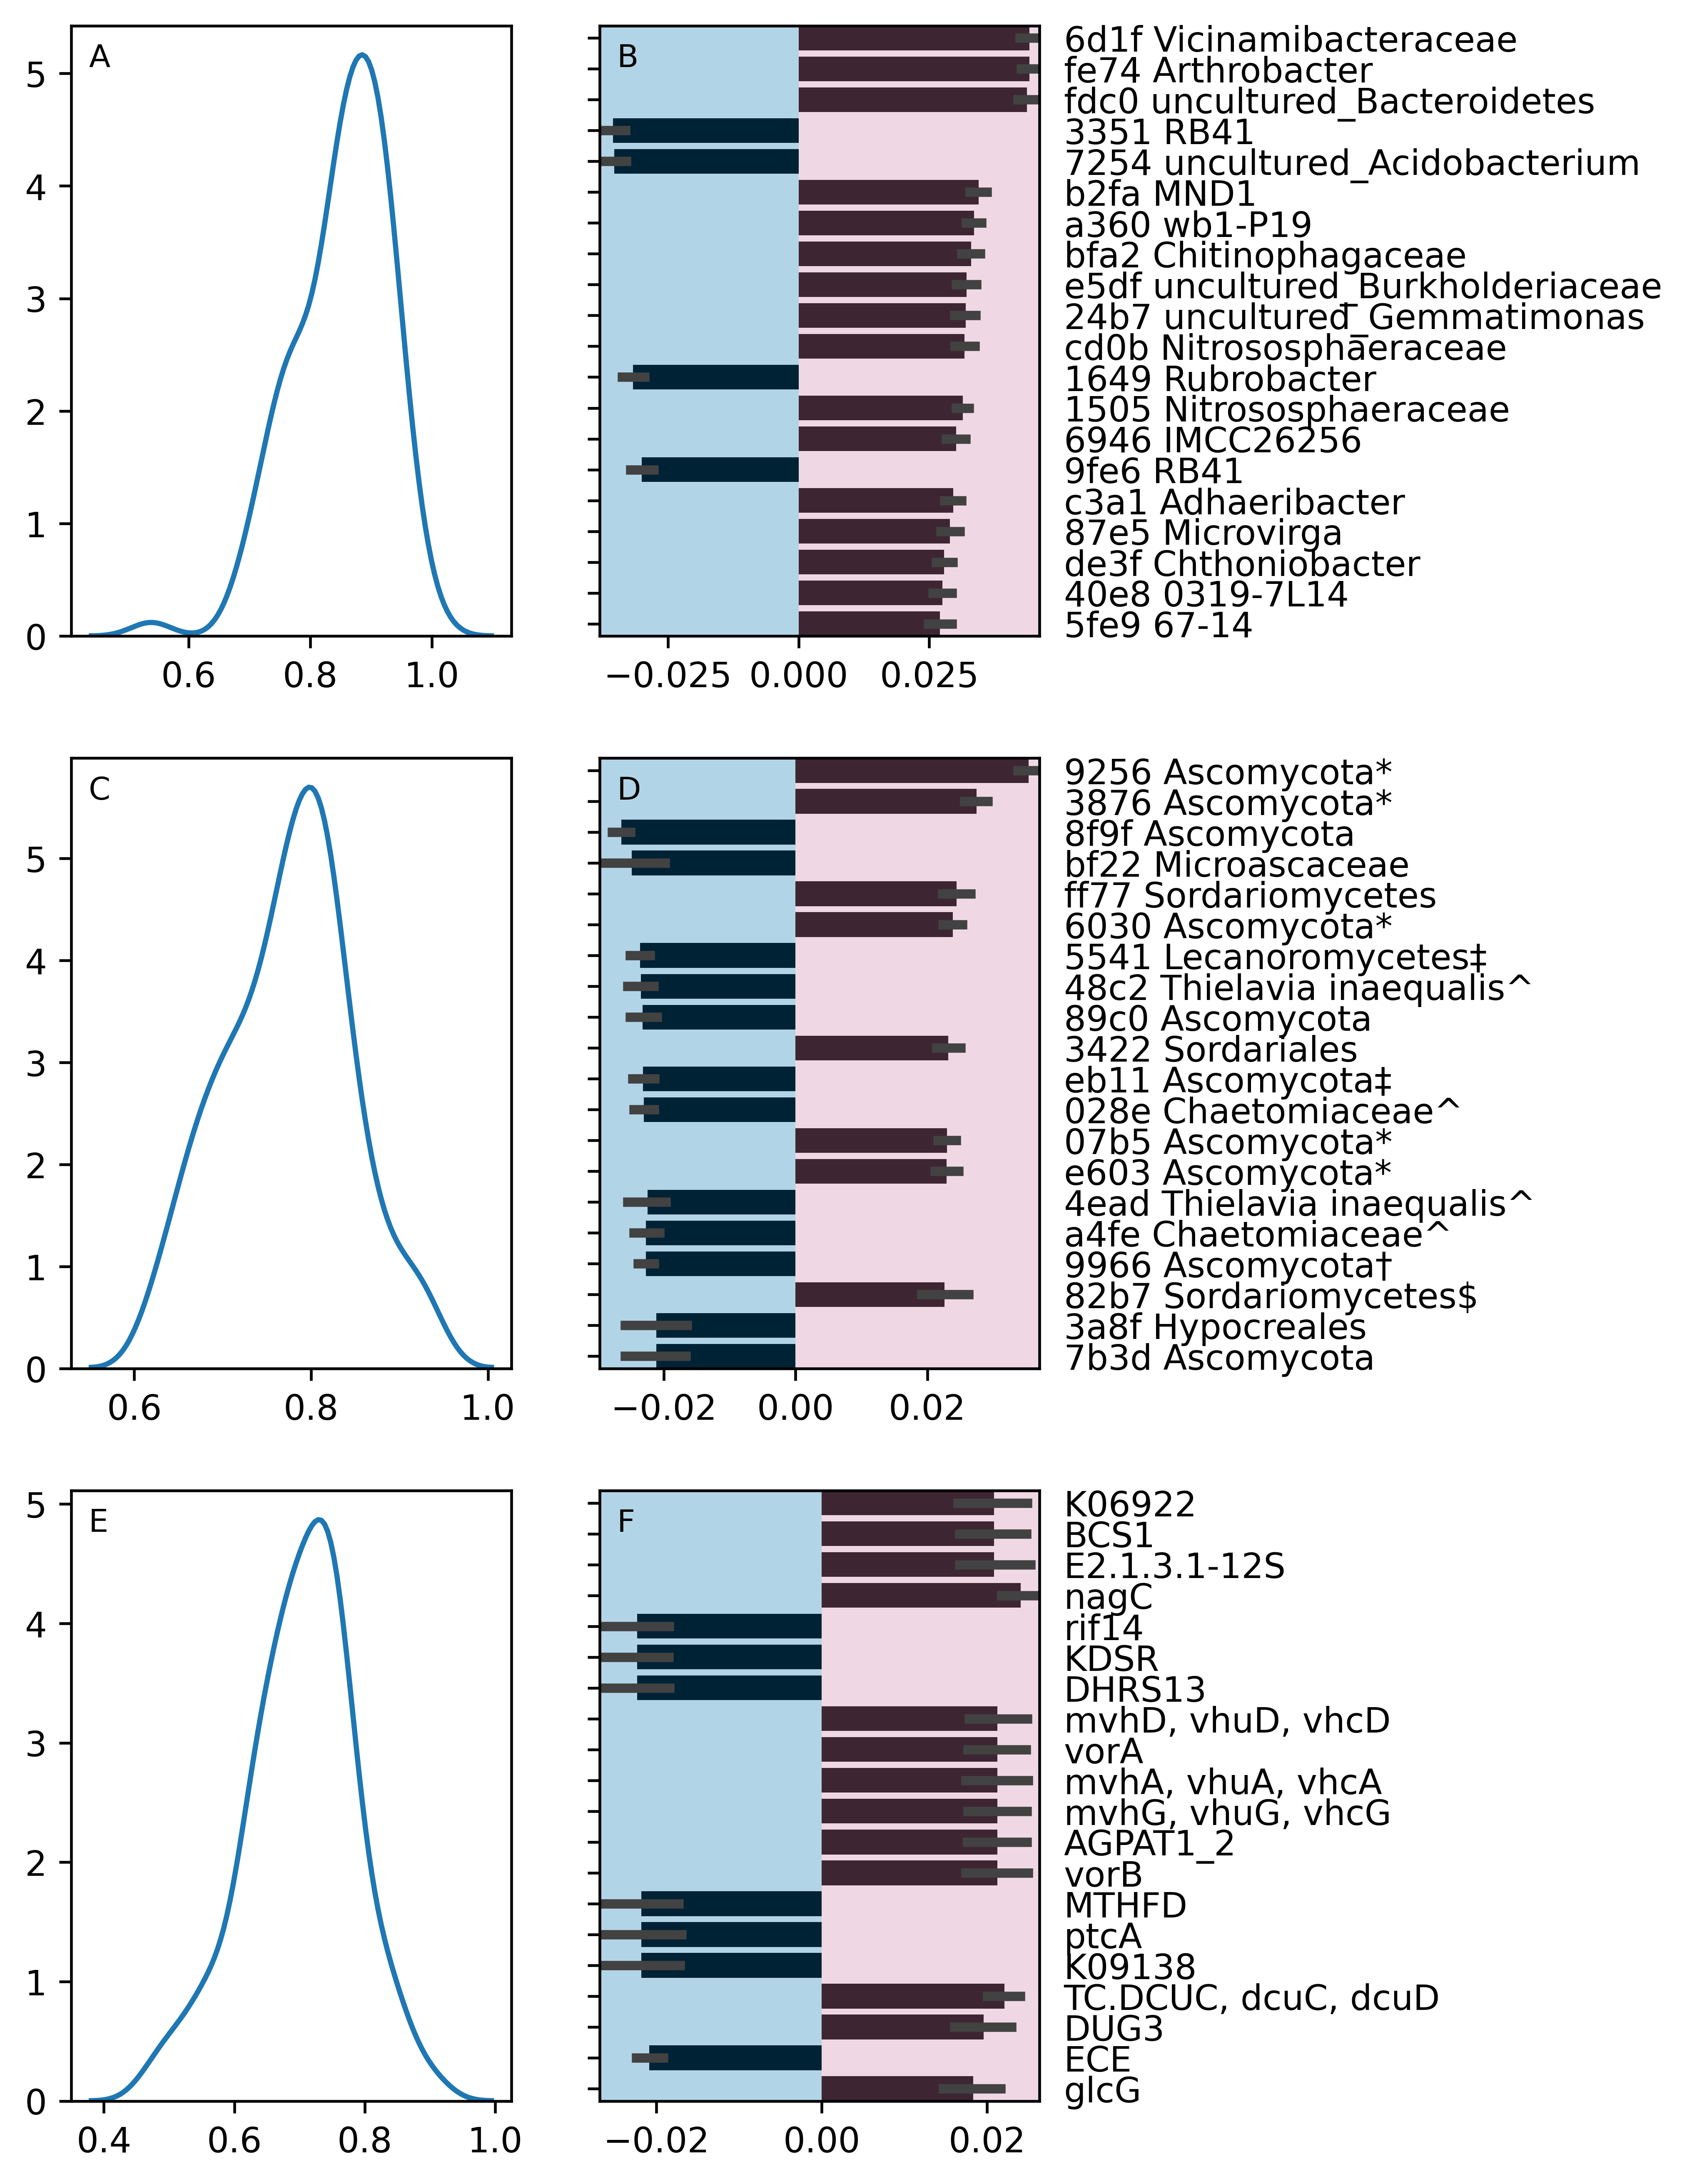 A
5
4
3
2
1
0
0.6 0.8 1.0
B
6d1f Vicinamibacteraceae
fe74 Arthrobacter
fdc0 uncultured_Bacteroidetes
3351 RB41
7254 uncultured_Acidobacterium
b2fa MND1
a360 wb1-P19
bfa2 Chitinophagaceae
e5df uncultured_Burkholderiaceae
24b7 uncultured_Gemmatimonas
cd0b Nitrososphaeraceae
1649 Rubrobacter
1505 Nitrososphaeraceae
6946 IMCC26256
9fe6 RB41
c3a1 Adhaeribacter
87e5 Microvirga
de3f Chthoniobacter
40e8 0319-7L14
5fe9 67-14
−0.025 0.000 0.025
C
5
4
3
2
1
0
0.6 0.8 1.0
D
9256 Ascomycota*
3876 Ascomycota*
8f9f Ascomycota
bf22 Microascaceae
ff77 Sordariomycetes
6030 Ascomycota*
5541 Lecanoromycetes‡
48c2 Thielavia inaequalis^
89c0 Ascomycota
3422 Sordariales
eb11 Ascomycota‡
028e Chaetomiaceae^
07b5 Ascomycota*
e603 Ascomycota*
4ead Thielavia inaequalis^
a4fe Chaetomiaceae^
9966 Ascomycota†
82b7 Sordariomycetes$
3a8f Hypocreales
7b3d Ascomycota
−0.02 0.00 0.02
E
5
4
3
2
1
0
0.4 0.6 0.8 1.0
F
K06922
BCS1
E2.1.3.1-12S
nagC
rif14
KDSR
DHRS13
mvhD, vhuD, vhcD
vorA
mvhA, vhuA, vhcA
mvhG, vhuG, vhcG
AGPAT1_2
vorB
MTHFD
ptcA
K09138
TC.DCUC, dcuC, dcuD
DUG3
ECE
glcG
−0.02 0.00 0.02